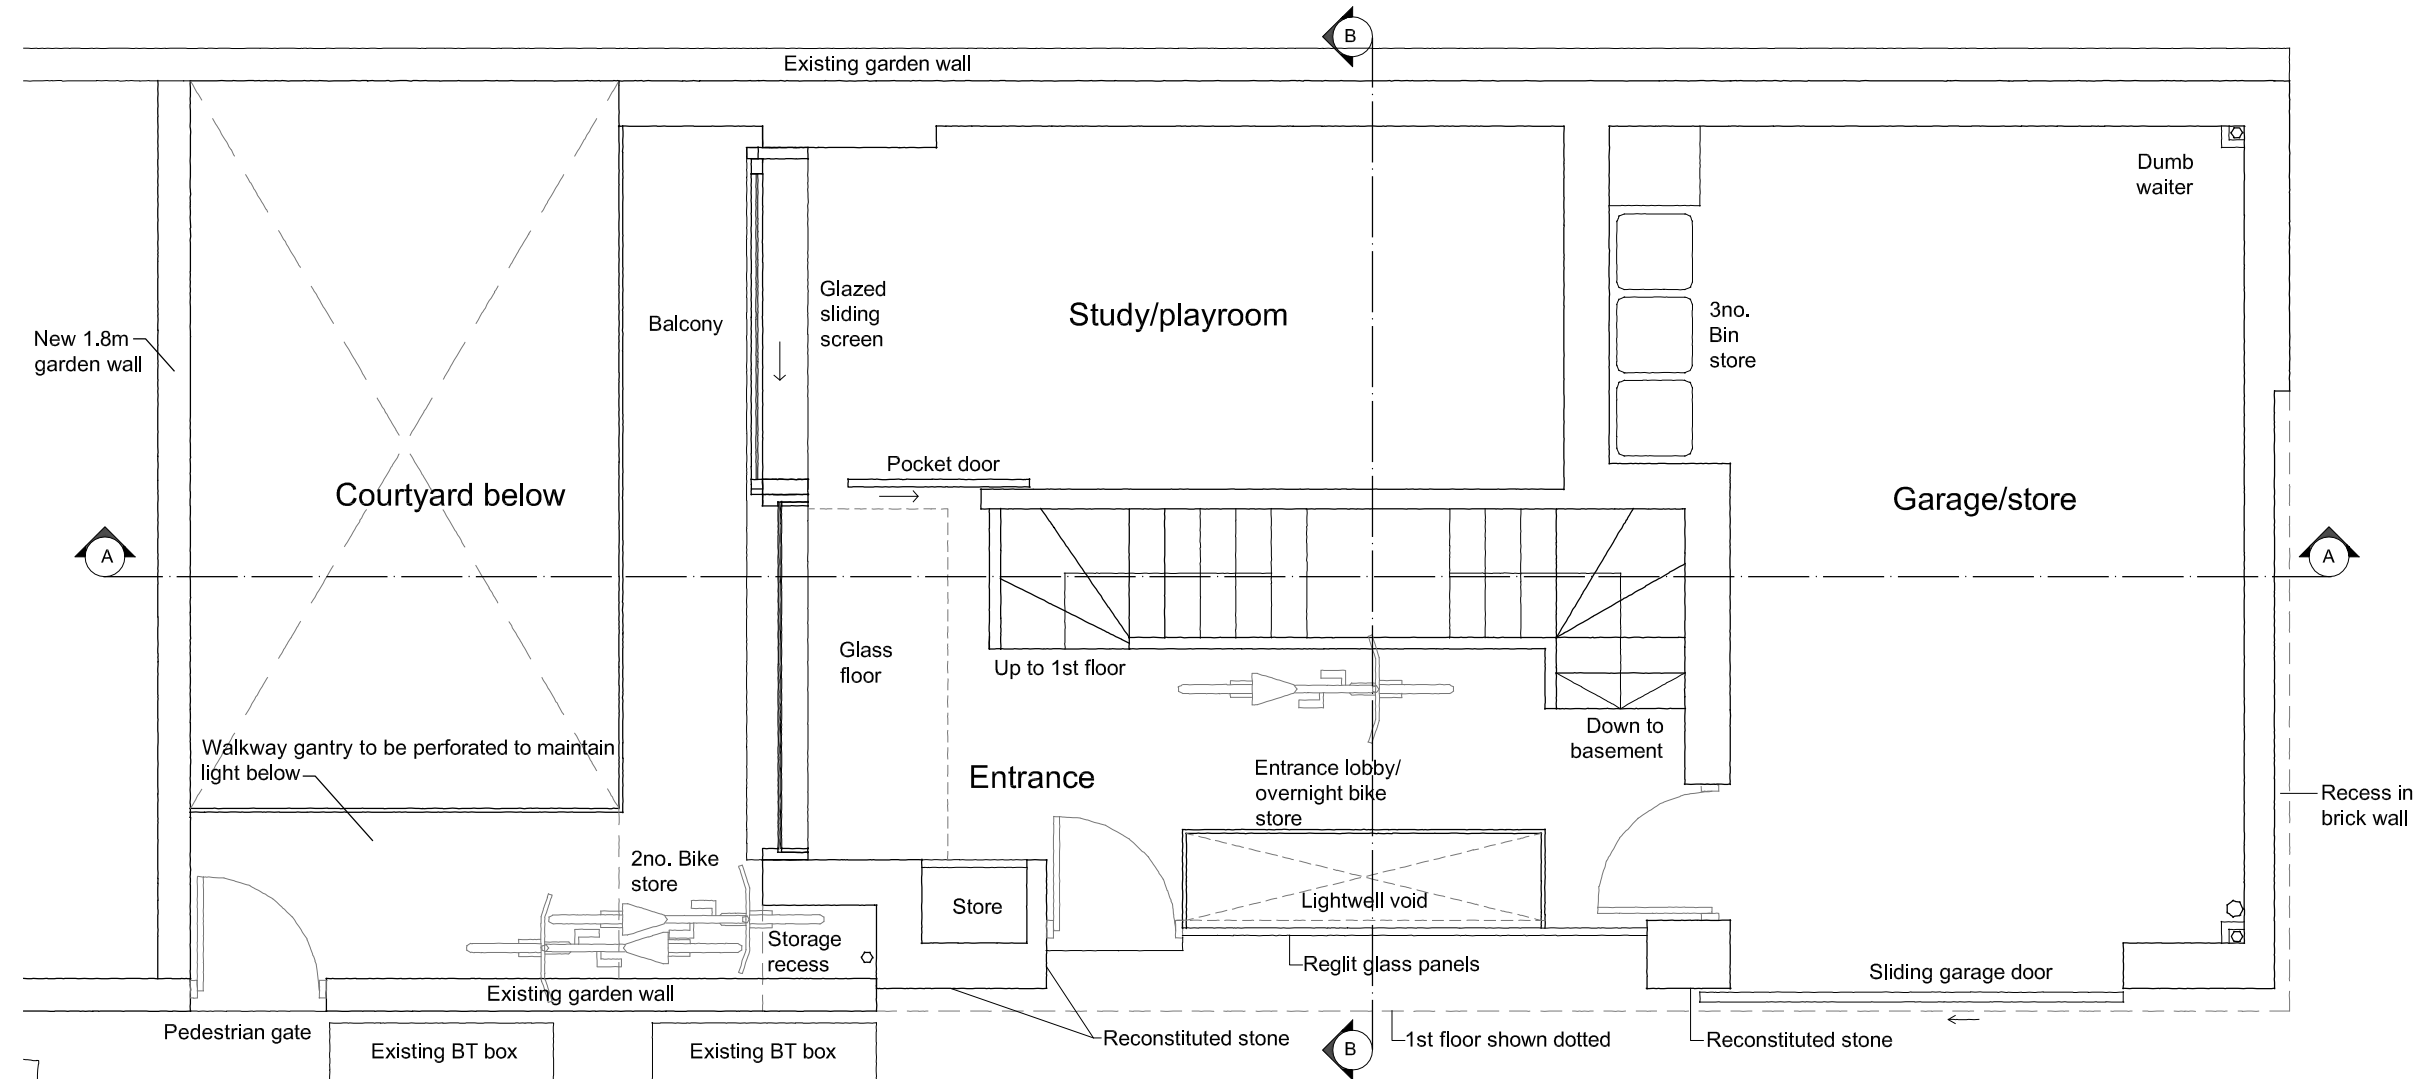 B
Existing garden wall
Dumb
waiter
Glazed
sliding
screen
Study/playroom
Balcony
3no.
Bin
store
New 1.8m
garden wall
Pocket door
Courtyard below
Garage/store
A
A
Glass
floor
Up to 1st floor
Down to
basement
Walkway gantry to be perforated to maintain
light below
Entrance
Entrance lobby/
overnight bike
store
Recess in
brick wall
2no. Bike
store
Store
Lightwell void
Storage
recess
Reglit glass panels
Sliding garage door
Existing garden wall
Pedestrian gate
Reconstituted stone
1st floor shown dotted
Reconstituted stone
Existing BT box
Existing BT box
B